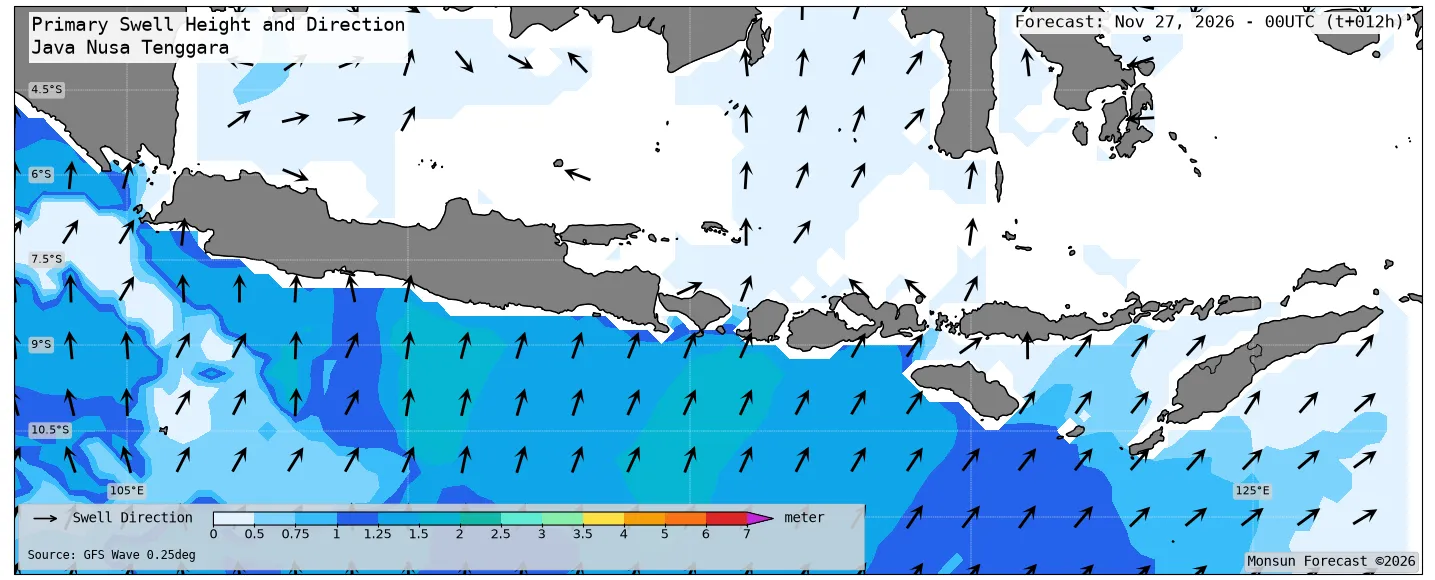 Primary Swell Height and Direction
Java Nusa Tenggara
Forecast: Nov 27, 2026 - 00UTC (t+012h)
4.5°S
6°S
7.5°S
9°S
10.5°S
105°E
125°E
Swell Direction
0 0.5 0.75 1 1.25 1.5 2 2.5 3 3.5 4 5 6 7
meter
Source: GFS Wave 0.25deg
Monsun Forecast ©2026